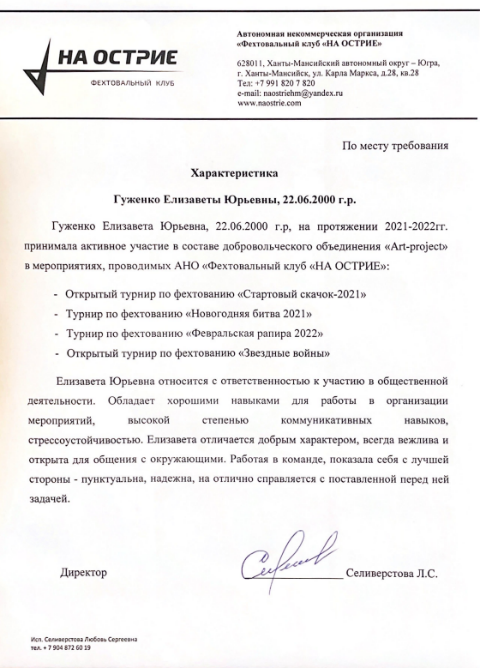 НА ОСТРИЕ
ФЕХТОВАЛЬНЫЙ КЛУБ
Автономная некоммерческая организация
«Фехтовальный клуб «НА ОСТРИЕ»
628011, Ханты-Мансийский автономный округ – Югра,
г. Ханты-Мансийск, ул. Карла Маркса, д.28, кв.28
Тел: +7 991 820 7 820
e-mail: naostriehm@yandex.ru
www.naostrie.com
По месту требования
Характеристика
Гуженко Елизаветы Юрьевны, 22.06.2000 г.р.
Гуженко Елизавета Юрьевна, 22.06.2000 г.р, на протяжении 2021-2022гг.
принимала активное участие в составе добровольческого объединения «Art-project»
в мероприятиях, проводимых АНО «Фехтовальный клуб «НА ОСТРИЕ»:
- Открытый турнир по фехтованию «Стартовый скачок-2021»
- Турнир по фехтованию «Новогодняя битва 2021»
- Турнир по фехтованию «Февральская рапира 2022»
- Открытый турнир по фехтованию «Звездные войны»
Елизавета Юрьевна относится с ответственностью к участию в общественной
деятельности. Обладает хорошими навыками для работы в организации
мероприятий, высокой степенью коммуникативных навыков,
стрессоустойчивостью. Елизавета отличается добрым характером, всегда вежлива и
открыта для общения с окружающими. Работая в команде, показала себя с лучшей
стороны - пунктуальна, надежна, на отлично справляется с поставленной перед ней
задачей.
Директор Селиверстова Л.С.
Исп. Селиверстова Любовь Сергеевна
тел. + 7 904 872 60 19